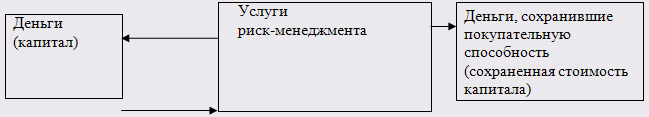 Деньги
(капитал)
Услуги
риск-менеджмента
Деньги, сохранившие
покупательную
способность
(сохраненная стоимость
капитала)